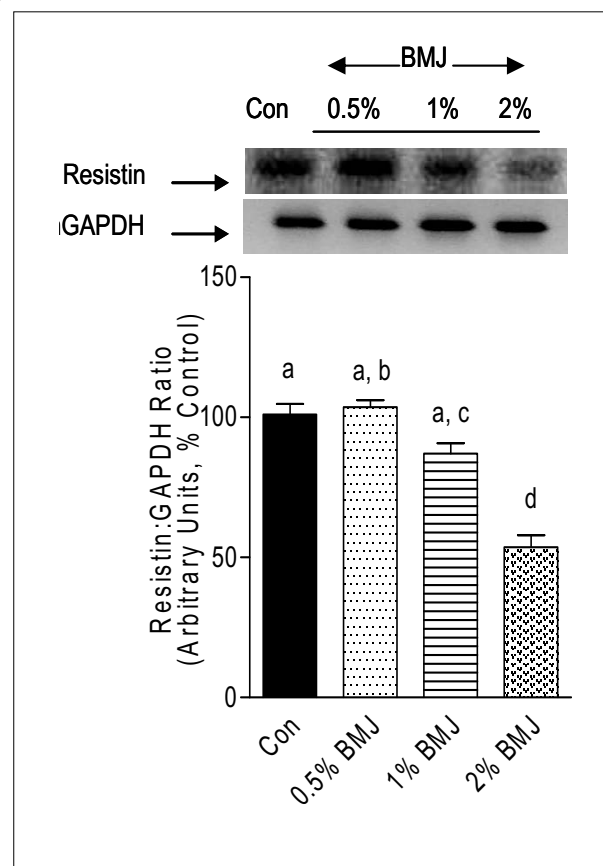 BMJ
Con 0.5% 1% 2%
Resistin
GAPDH
150
100
50
0
Resistin:GAPDH Ratio
(Arbitrary Units, % Control)
a
a, b
a, c
d
Con
0.5% BMJ
1% BMJ
2% BMJ